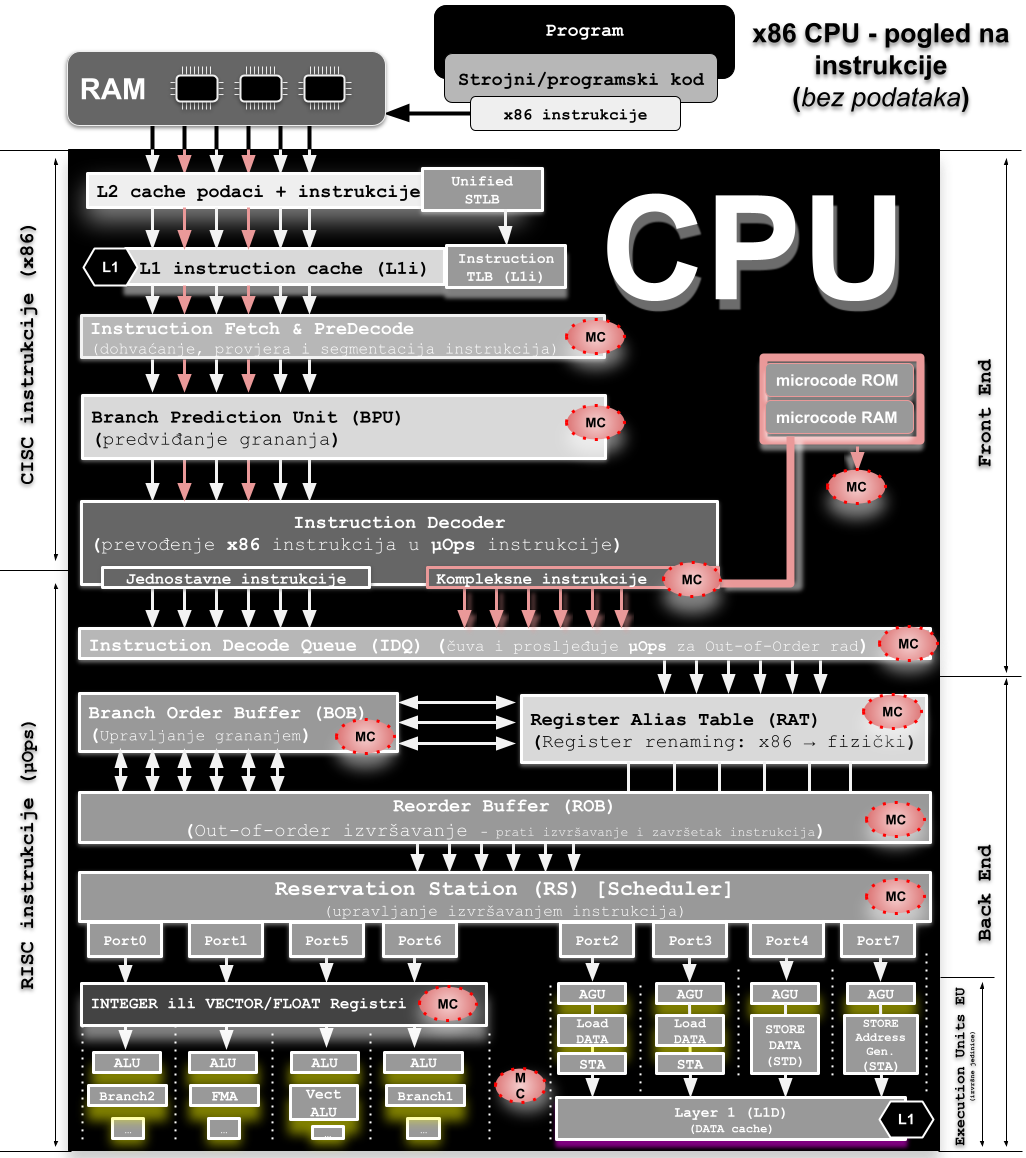 Program
Strojni/programski kod
x86 instrukcije
x86 CPU - pogled na
instrukcije
(bez podataka)
RAM
L2 cache podaci + instrukcije
Unified
STLB
CPU
L1
L1 instruction cache (L1i)
Instruction
TLB (L1i)
CISC instrukcije (x86)
Front End
Instruction Fetch & PreDecode
(dohvaćanje, provjera i segmentacija instrukcija)
MC
microcode ROM
microcode RAM
MC
Branch Prediction Unit (BPU)
(predviđanje grananja)
MC
Instruction Decoder
(prevođenje x86 instrukcija u µOps instrukcije)
Jednostavne instrukcije
Kompleksne instrukcije
MC
Instruction Decode Queue (IDQ) (čuva i prosljeđuje µOps za Out-of-Order rad)
MC
RISC instrukcije (µOps)
Back End
Branch Order Buffer (BOB)
(Upravljanje grananjem)
MC
Register Alias Table (RAT)
(Register renaming: x86 → fizički)
MC
Reorder Buffer (ROB)
(Out-of-order izvršavanje - prati izvršavanje i završetak instrukcija)
MC
Reservation Station (RS) [Scheduler]
(upravljanje izvršavanjem instrukcija)
MC
Port0
Port1
Port5
Port6
Port2
Port3
Port4
Port7
INTEGER ili VECTOR/FLOAT Registri
MC
AGU
AGU
AGU
AGU
Load
DATA
Load
DATA
STORE
DATA
(STD)
STORE
Address
Gen.
(STA)
STA
STA
ALU
ALU
ALU
ALU
Branch2
FMA
Vect
ALU
Branch1
...
...
...
...
M
C
Layer 1 (L1D)
(DATA cache)
L1
Execution Units EU
(izvršne jedinice)